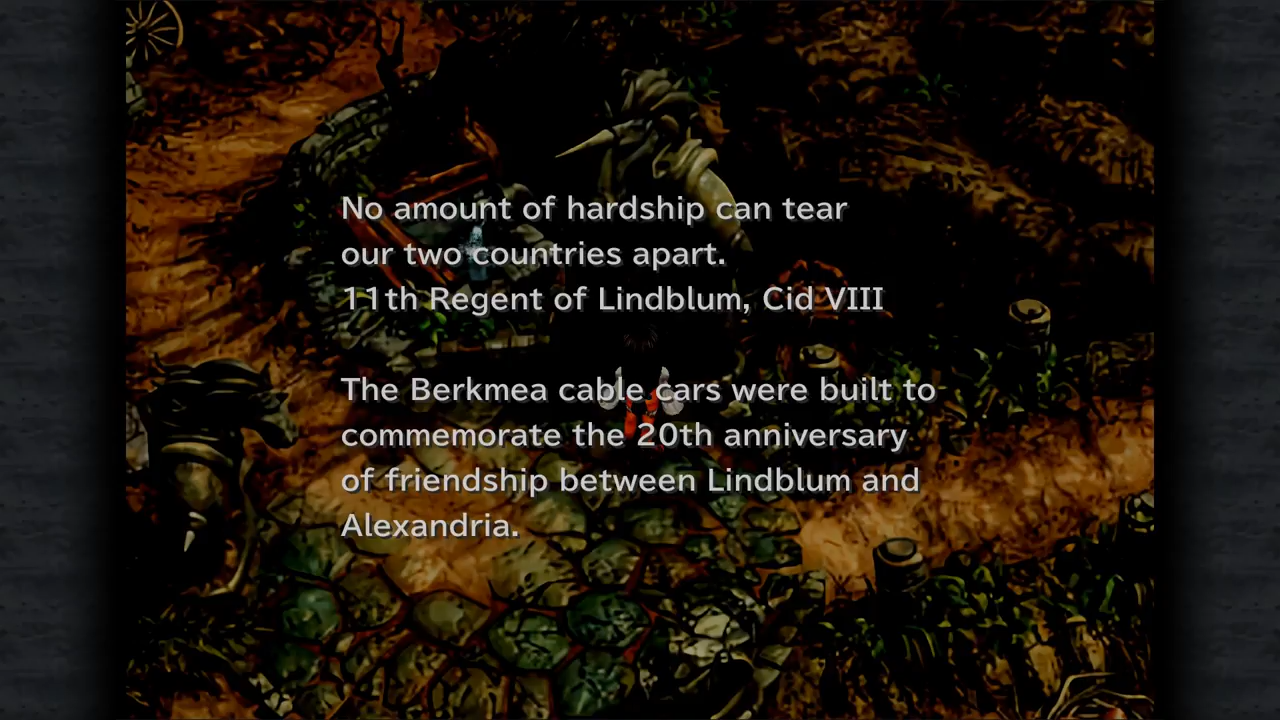 No amount of hardship can tear
our two countries apart.
11th Regent of Lindblum, Cid VIII
The Berkmea cable cars were built to
commemorate the 20th anniversary
of friendship between Lindblum and
Alexandria.